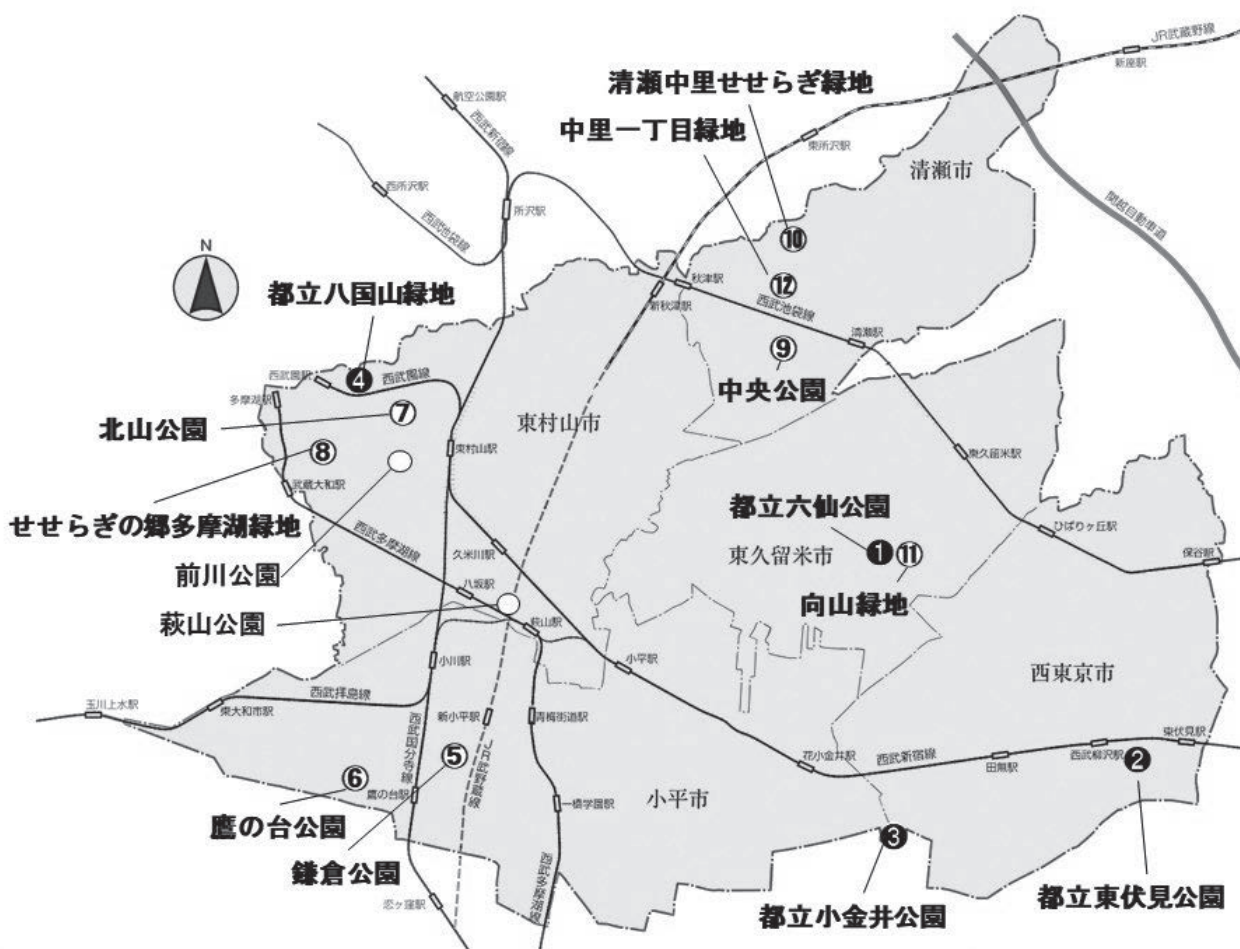 JR武蔵野線
新座駅
清瀬中里せせらぎ緑地
航空公園駅
中里一丁目緑地
西武新宿線
東所沢駅
清瀬市
西所沢駅
所沢駅
関越自動車道
西武池袋線
⑩
N
都立八国山緑地
秋津駅
⑫
新秋津駅
西武池袋線
清瀬駅
⑨
西武園駅
❹
西武園線
中央公園
多摩湖駅
⑦
東村山市
北山公園
東村山駅
⑧
東久留米駅
武蔵大和駅
都立六仙公園
せせらぎの郷多摩湖緑地
西武多摩湖線
ひばりヶ丘駅
久米川駅
東久留米市
❶
⑪
保谷駅
前川公園
八坂駅
向山緑地
萩山公園
萩山駅
小川駅
小平駅
西東京市
西武拝島線
玉川上水駅
東大和市駅
新小平駅
青梅街道駅
西武国分寺線
東伏見駅
⑤
JR武野蔵線
花小金井駅
西武新宿線
田無駅
西武柳沢駅
❷
⑥
鷹の台駅
小平市
一橋学園駅
鷹の台公園
❸
鎌倉公園
西武多摩湖線
恋ヶ窪駅
都立小金井公園
都立東伏見公園